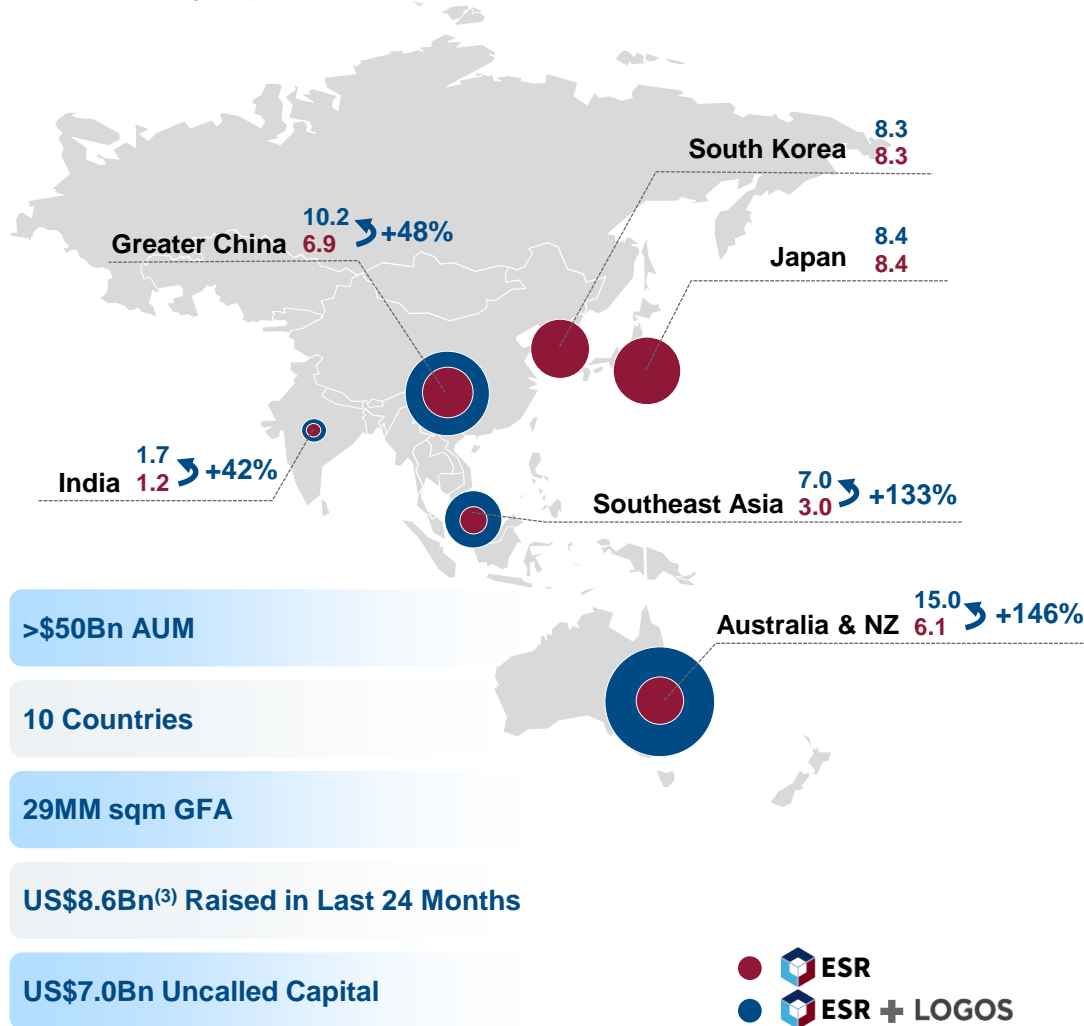 8.3
South Korea 8.3
10.2
Greater China 6.9 +48%
8.4
Japan 8.4
1.7
India 1.2 +42%
7.0
Southeast Asia 3.0 +133%
15.0
Australia & NZ 6.1 +146%
>$50Bn AUM
10 Countries
29MM sqm GFA
US$8.6Bn(3) Raised in Last 24 Months
US$7.0Bn Uncalled Capital
ESR
ESR + LOGOS